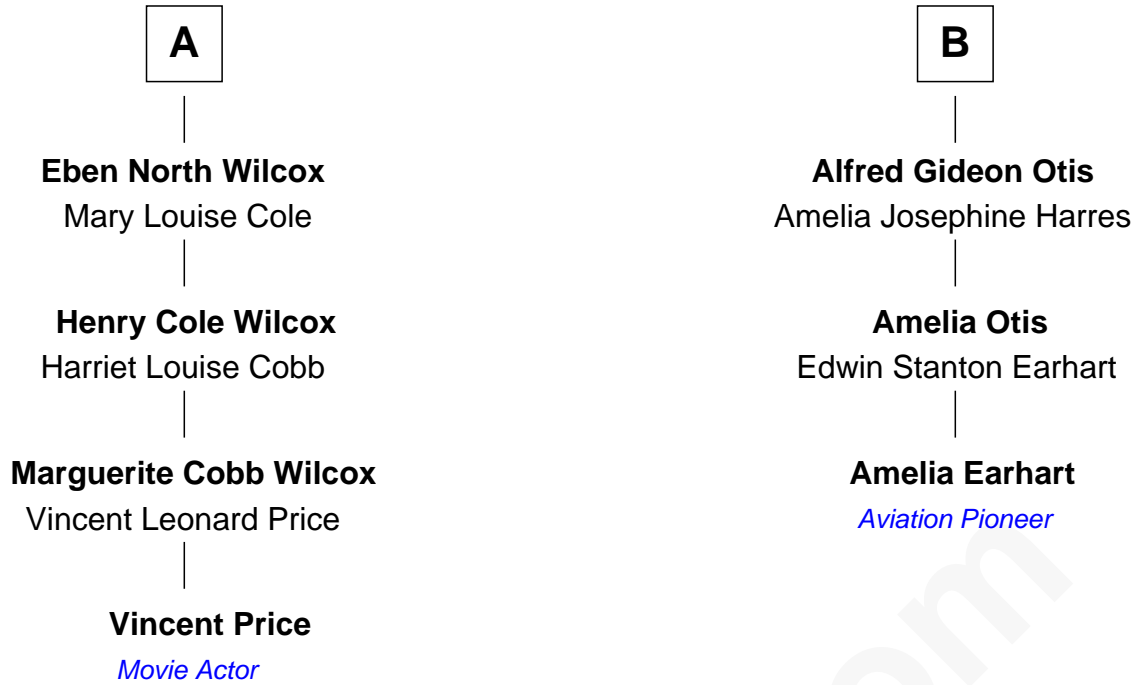 A
Eben North Wilcox
Mary Louise Cole
Henry Cole Wilcox
Harriet Louise Cobb
Marguerite Cobb Wilcox
Vincent Leonard Price
Vincent Price
Movie Actor
B
Alfred Gideon Otis
Amelia Josephine Harres
Amelia Otis
Edwin Stanton Earhart
Amelia Earhart
Aviation Pioneer
om